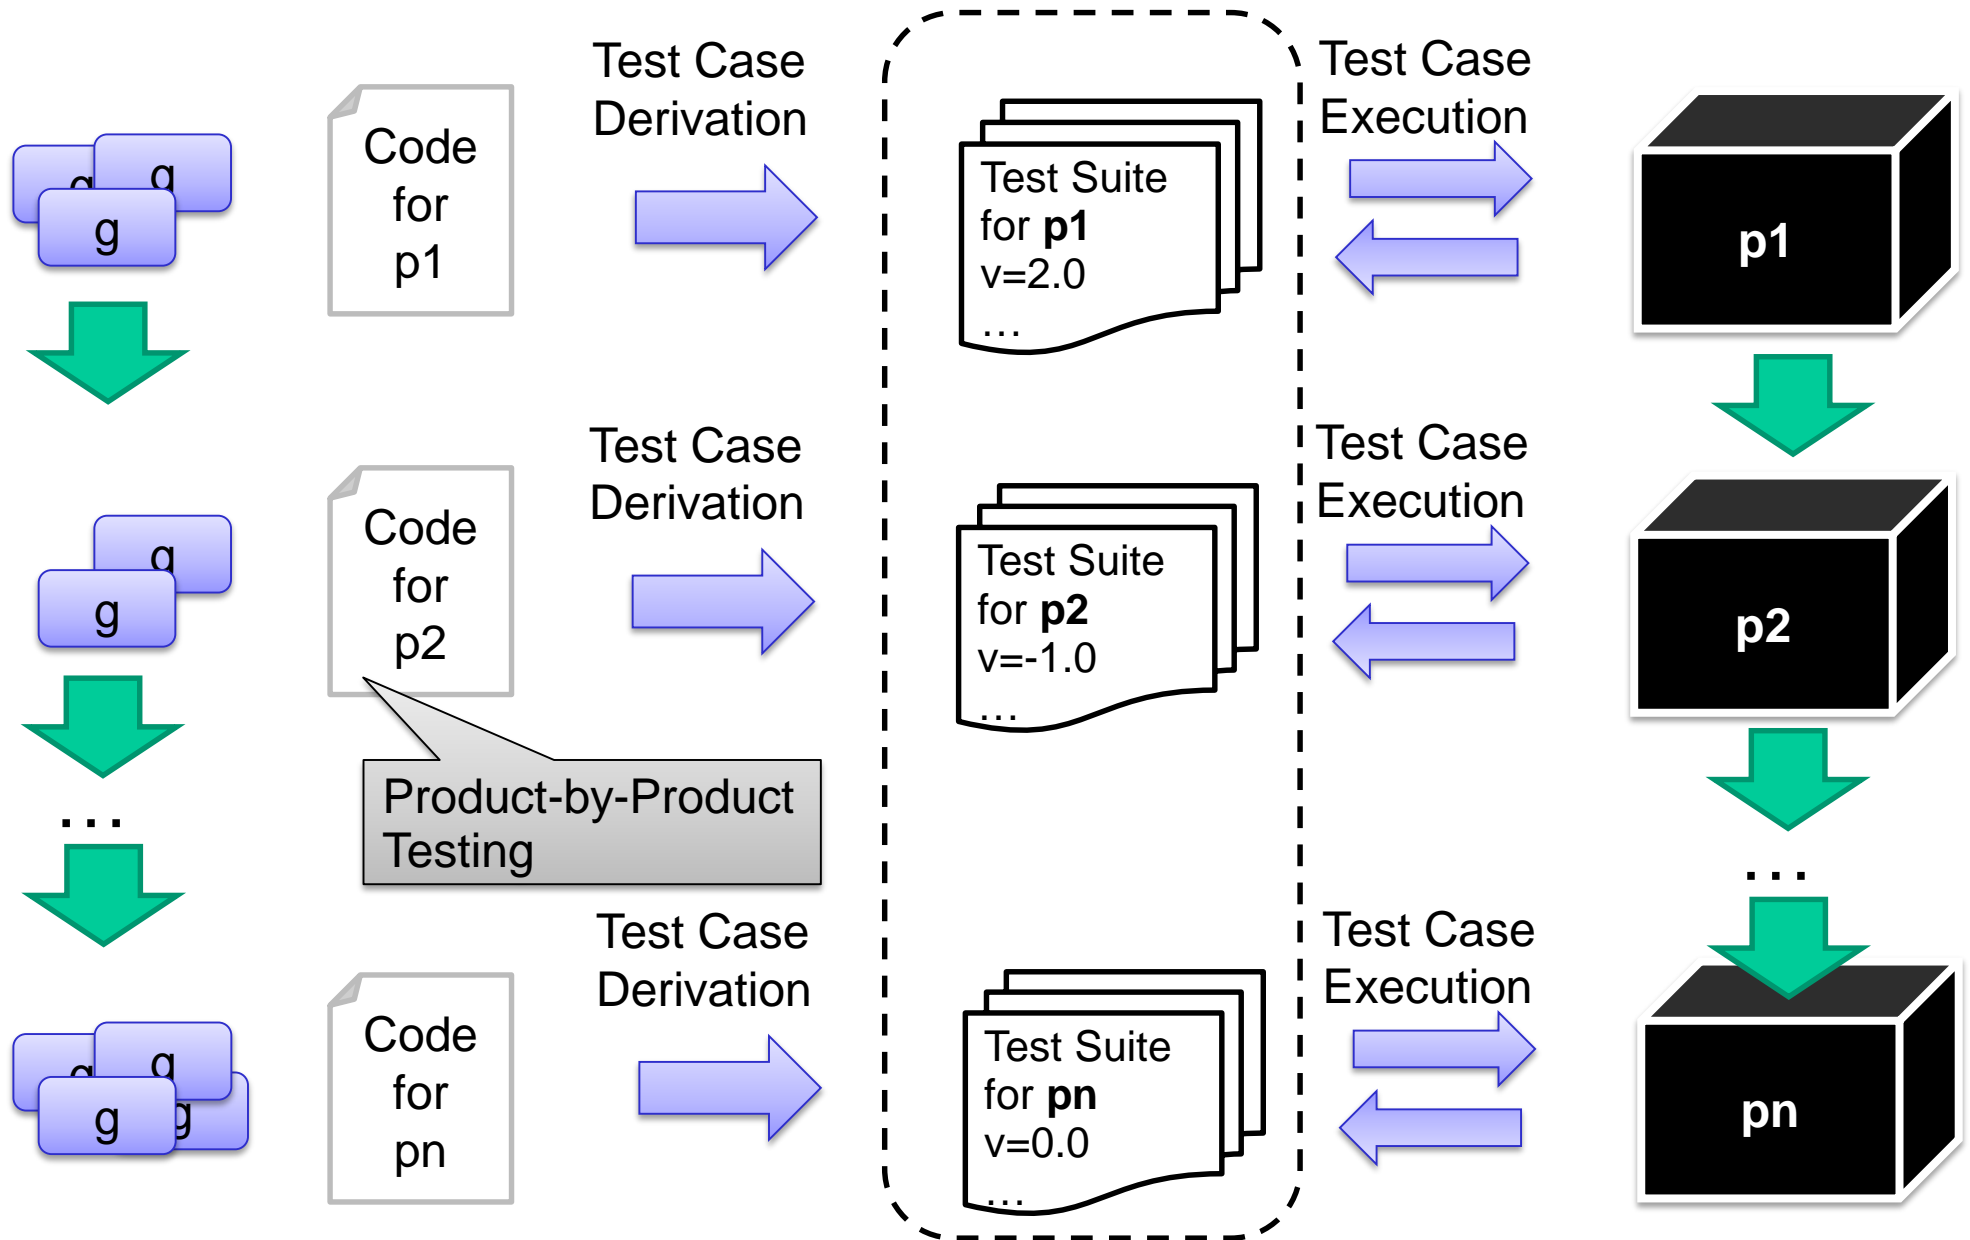 Test Case
Derivation
Test Case
Execution
g
g
g
Code
for
p1
Test Suite
for p1
v=2.0
…
p1
Test Case
Derivation
Test Case
Execution
g
g
Code
for
p2
Test Suite
for p2
v=-1.0
…
p2
Product-by-Product
Testing
…
…
Test Case
Derivation
Test Case
Execution
g
g
g
g
Code
for
pn
Test Suite
for pn
v=0.0
…
pn